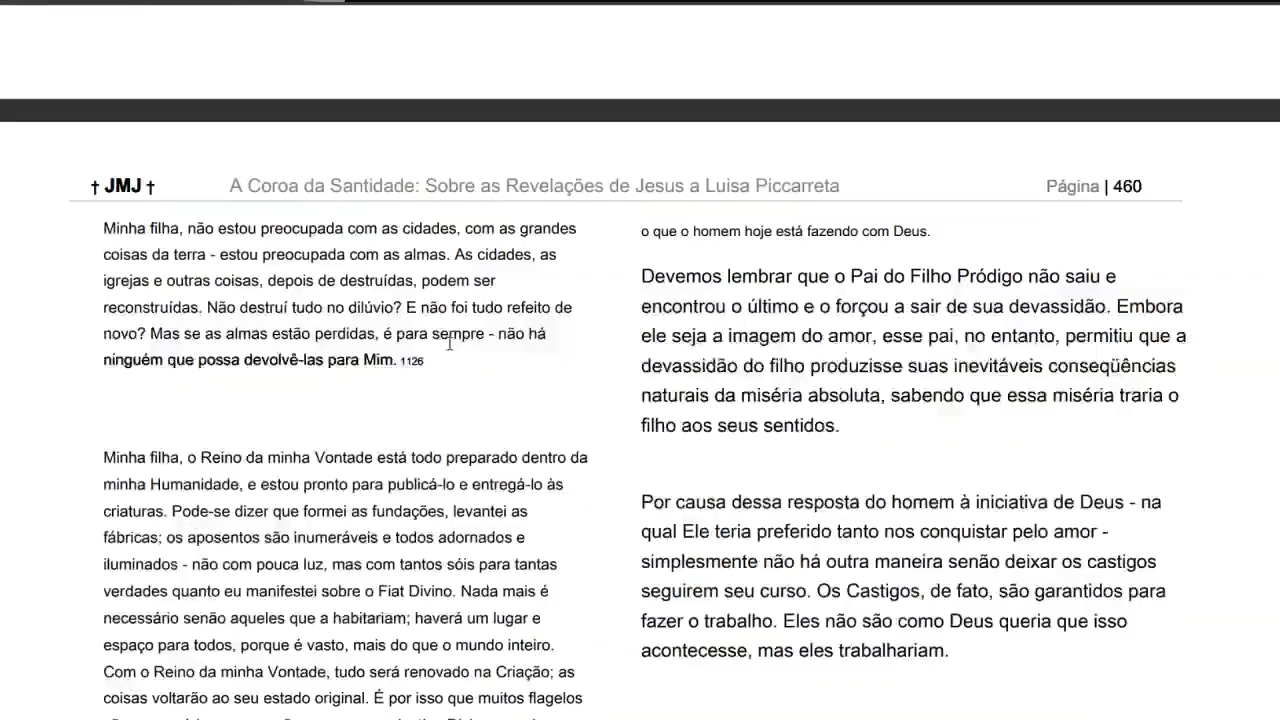 † JMJ † A Coroa da Santidade: Sobre as Revelações de Jesus a Luisa Piccarreta Página | 460
Minha filha, não estou preocupada com as cidades, com as grandes
coisas da terra - estou preocupada com as almas. As cidades, as
igrejas e outras coisas, depois de destruídas, podem ser
reconstruídas. Não destruí tudo no dilúvio? E não foi tudo refeito de
novo? Mas se as almas estão perdidas, é para sempre - não há
ninguém que possa devolvê-las para Mim. 1126
Minha filha, o Reino da minha Vontade está todo preparado dentro da
minha Humanidade, e estou pronto para publicá-lo e entregá-lo às
criaturas. Pode-se dizer que formei as fundações, levantei as
fábricas; os aposentos são inumeráveis e todos adornados e
iluminados - não com pouca luz, mas com tantos sóis para tantas
verdades quanto eu manifestei sobre o Fiat Divino. Nada mais é
necessário senão aqueles que a habitariam; haverá um lugar e
espaço para todos, porque é vasto, mais do que o mundo inteiro.
Com o Reino da minha Vontade, tudo será renovado na Criação; as
coisas voltarão ao seu estado original. É por isso que muitos flagelos
o que o homem hoje está fazendo com Deus.
Devemos lembrar que o Pai do Filho Pródigo não saiu e
encontrou o último e o forçou a sair de sua devassidão. Embora
ele seja a imagem do amor, esse pai, no entanto, permitiu que a
devassidão do filho produzisse suas inevitáveis conseqüências
naturais da miséria absoluta, sabendo que essa miséria traria o
filho aos seus sentidos.
Por causa dessa resposta do homem à iniciativa de Deus - na
qual Ele teria preferido tanto nos conquistar pelo amor -
simplesmente não há outra maneira senão deixar os castigos
seguirem seu curso. Os Castigos, de fato, são garantidos para
fazer o trabalho. Eles não são como Deus queria que isso
acontecesse, mas eles trabalhariam.